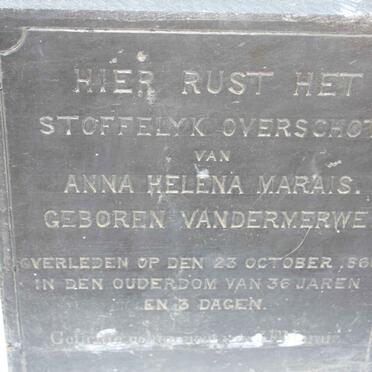 HIER RUST HET
STOFFELYK OVERSCHOT
VAN
ANNA HELENA MARAIS.
GEBOREN VANDERMERWE
OVERLEDEN OP DEN 23 OCTOBER
IN DEN OUDERDOM VAN 36 JAREN
EN 3 DAGEN.